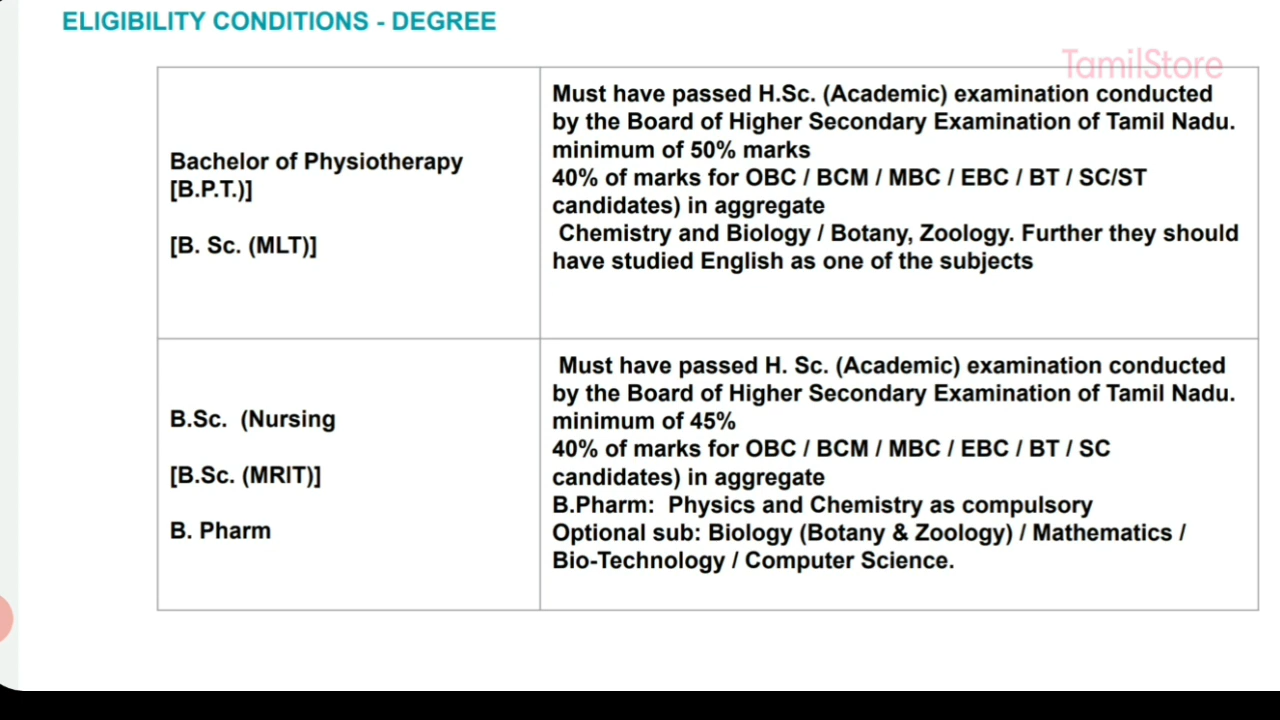 ELIGIBILITY CONDITIONS - DEGREE
TamilStore
Bachelor of Physiotherapy
[B.P.T.)]
[B. Sc. (MLT)]
Must have passed H.Sc. (Academic) examination conducted
by the Board of Higher Secondary Examination of Tamil Nadu.
minimum of 50% marks
40% of marks for OBC / BCM / MBC / EBC / BT / SC/ST
candidates) in aggregate
Chemistry and Biology / Botany, Zoology. Further they should
have studied English as one of the subjects
B.Sc. (Nursing
[B.Sc. (MRIT)]
B. Pharm
Must have passed H. Sc. (Academic) examination conducted
by the Board of Higher Secondary Examination of Tamil Nadu.
minimum of 45%
40% of marks for OBC / BCM / MBC / EBC / BT / SC
candidates) in aggregate
B.Pharm: Physics and Chemistry as compulsory
Optional sub: Biology (Botany & Zoology) / Mathematics /
Bio-Technology / Computer Science.